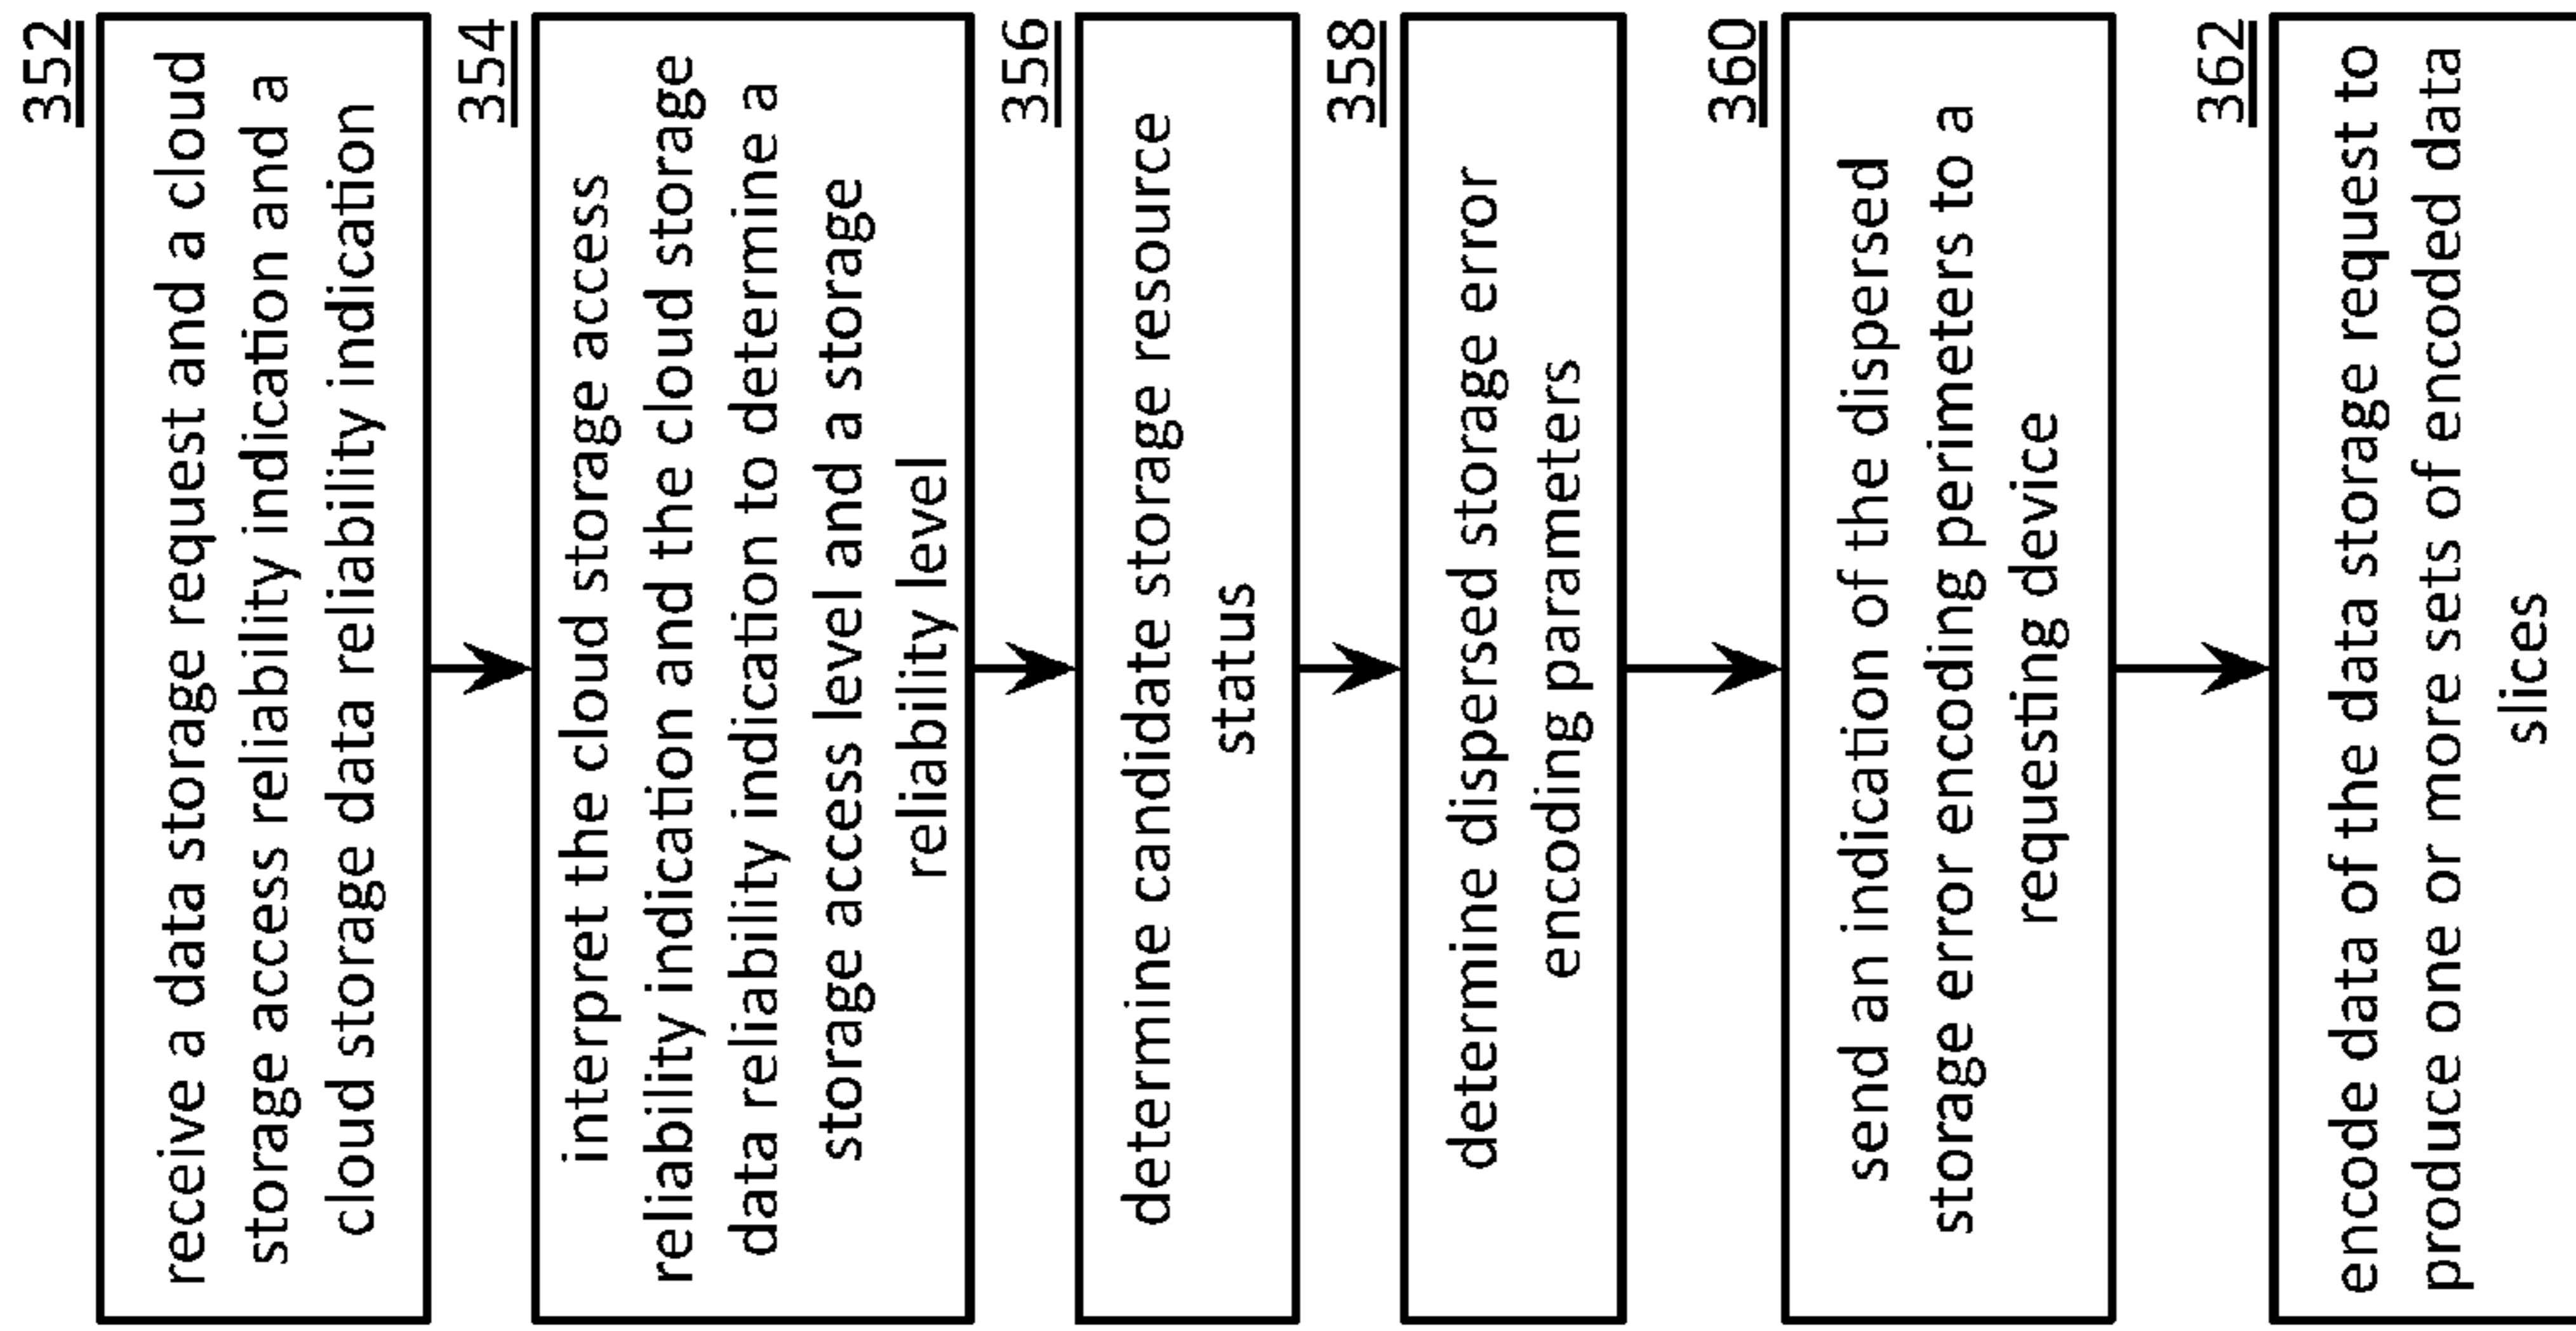 352
receive a data storage request and a cloud
storage access reliability indication and a
cloud storage data reliability indication
354
interpret the cloud storage access
reliability indication and the cloud storage
data reliability indication to determine a
storage access level and a storage
reliability level
356
determine candidate storage resource
status
358
determine dispersed storage error
encoding parameters
360
send an indication of the dispersed
storage error encoding perimeters to a
requesting device
362
encode data of the data storage request to
produce one or more sets of encoded data
slices